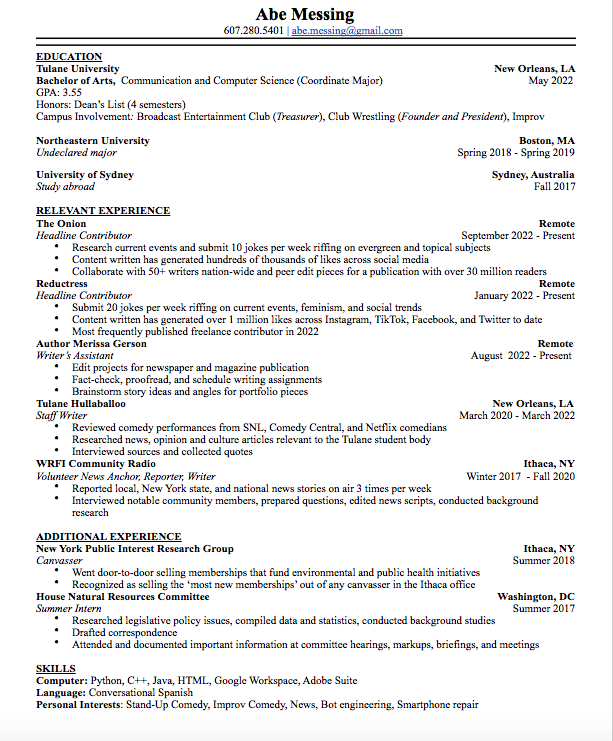 Abe Messing
607.280.5401 | abe.messing@gmail.com
EDUCATION
Tulane University New Orleans, LA
Bachelor of Arts, Communication and Computer Science (Coordinate Major) May 2022
GPA: 3.55
Honors: Dean's List (4 semesters)
Campus Involvement: Broadcast Entertainment Club (Treasurer), Club Wrestling (Founder and President), Improv
Northeastern University Boston, MA
Undeclared major Spring 2018 - Spring 2019
University of Sydney Sydney, Australia
Study abroad Fall 2017
RELEVANT EXPERIENCE
The Onion Remote
Headline Contributor September 2022 - Present
• Research current events and submit 10 jokes per week riffing on evergreen and topical subjects
• Content written has generated hundreds of thousands of likes across social media
• Collaborate with 50+ writers nation-wide and peer edit pieces for a publication with over 30 million readers
Reductress Remote
Headline Contributor January 2022 - Present
• Submit 20 jokes per week riffing on current events, feminism, and social trends
• Content written has generated over 1 million likes across Instagram, TikTok, Facebook, and Twitter to date
• Most frequently published freelance contributor in 2022
Author Merissa Gerson Remote
Writer's Assistant August 2022 - Present
• Edit projects for newspaper and magazine publication
• Fact-check, proofread, and schedule writing assignments
• Brainstorm story ideas and angles for portfolio pieces
Tulane Hullaballoo New Orleans, LA
Staff Writer March 2020 - March 2022
• Reviewed comedy performances from SNL, Comedy Central, and Netflix comedians
• Researched news, opinion and culture articles relevant to the Tulane student body
• Interviewed sources and collected quotes
WRFI Community Radio Ithaca, NY
Volunteer News Anchor, Reporter, Writer Winter 2017 - Fall 2020
• Reported local, New York state, and national news stories on air 3 times per week
• Interviewed notable community members, prepared questions, edited news scripts, conducted background
research
ADDITIONAL EXPERIENCE
New York Public Interest Research Group Ithaca, NY
Canvasser Summer 2018
• Went door-to-door selling memberships that fund environmental and public health initiatives
• Recognized as selling the 'most new memberships' out of any canvasser in the Ithaca office
House Natural Resources Committee Washington, DC
Summer Intern Summer 2017
• Researched legislative policy issues, compiled data and statistics, conducted background studies
• Drafted correspondence
• Attended and documented important information at committee hearings, markups, briefings, and meetings
SKILLS
Computer: Python, C++, Java, HTML, Google Workspace, Adobe Suite
Language: Conversational Spanish
Personal Interests: Stand-Up Comedy, Improv Comedy, News, Bot engineering, Smartphone repair